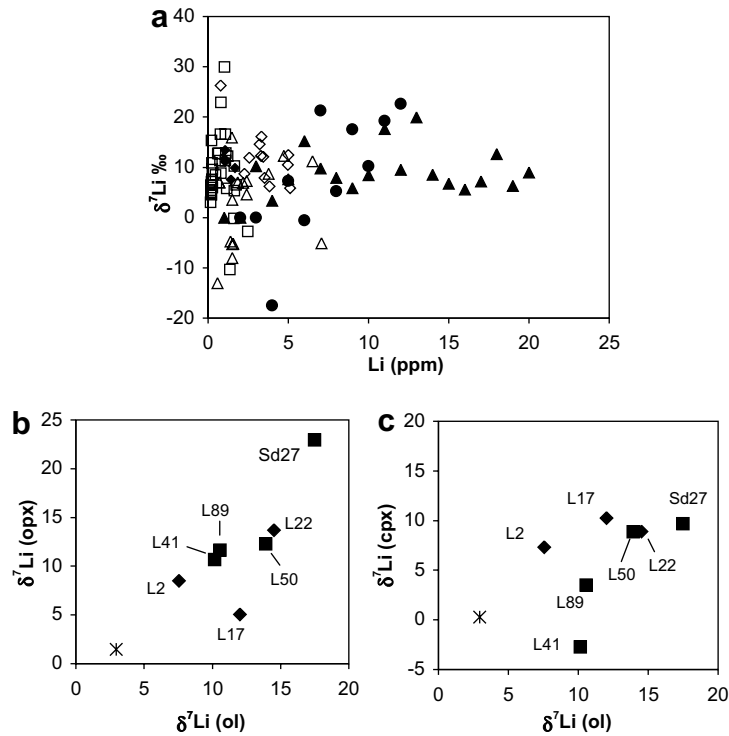 a
δ⁷Li ‰
40
30
20
10
0
-10
-20
0 5 10 15 20 25
Li (ppm)
b
δ⁷Li (opx)
25
20
15
10
5
0
Sd27
L89
L41
L22
L50
L2
L17
0 5 10 15 20
δ⁷Li (ol)
c
δ⁷Li (cpx)
20
15
10
5
0
-5
L17
Sd27
L2
L50 L22
L89
L41
0 5 10 15 20
δ⁷Li (ol)